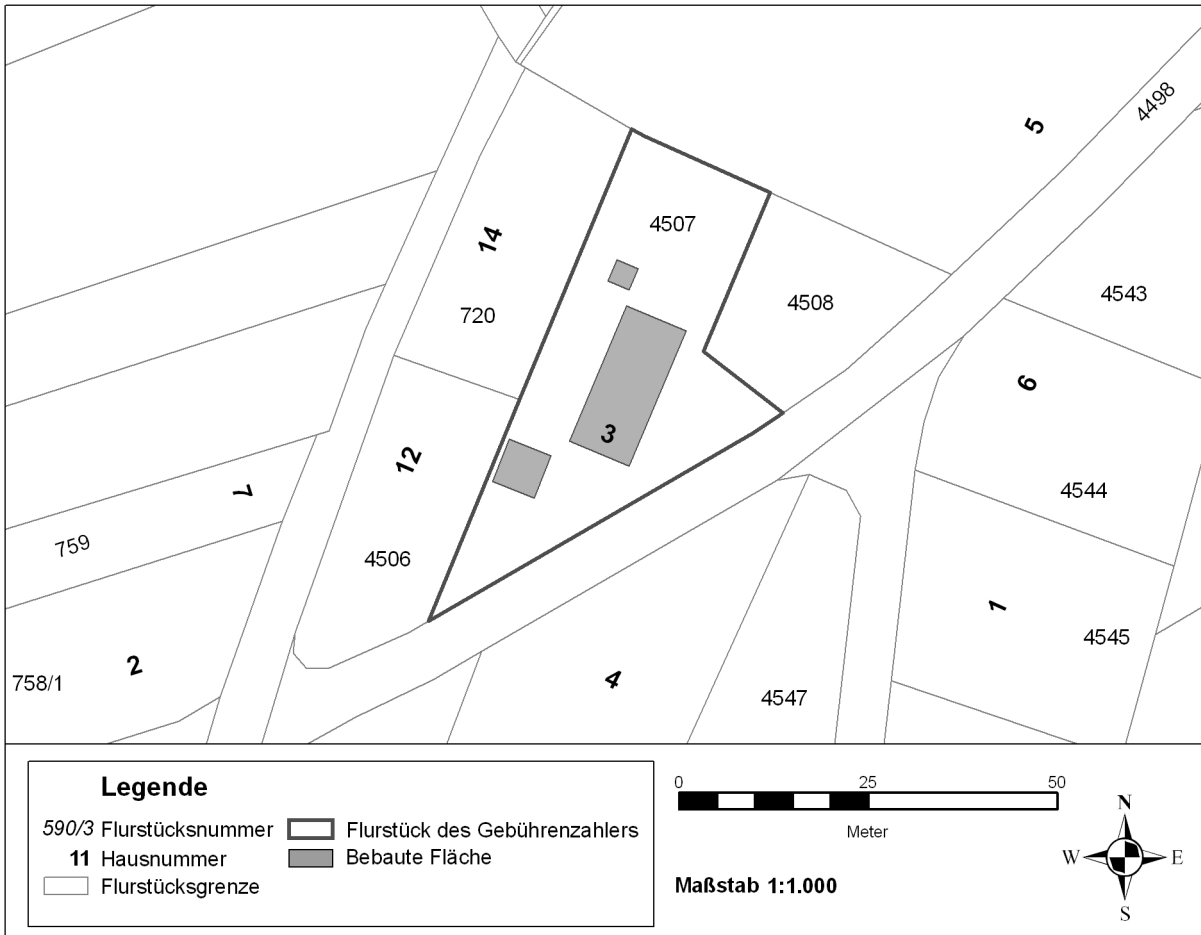 5
4498
4507
14
4508
4543
720
6
3
12
7
4544
759
4506
1
4545
2
758/1
4
4547
Legende
590/3 Flurstücksnummer
Flurstück des Gebührenzahlers
11 Hausnummer
Bebaute Fläche
Flurstücksgrenze
0 25 50
Meter
Maßstab 1:1.000
N
W E
S